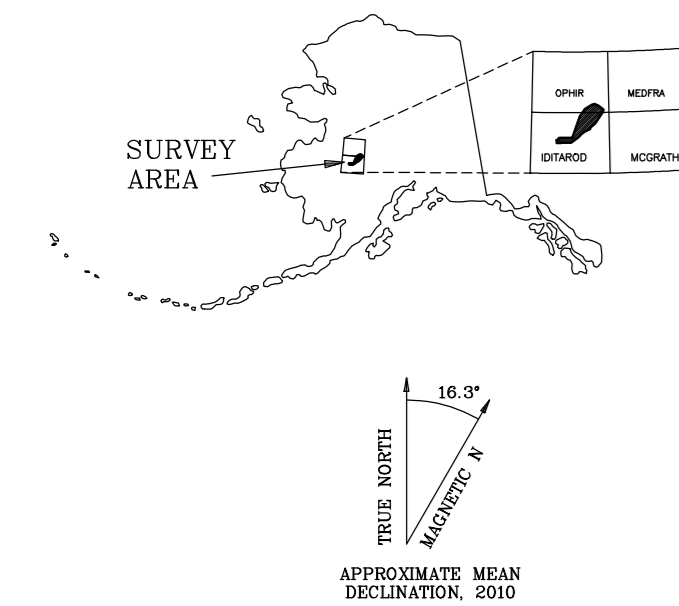 OPHIR MEDFRA
SURVEY
AREA
IDITAROD MCGRATH
16.3°
TRUE NORTH
MAGNETIC N
APPROXIMATE MEAN
DECLINATION, 2010